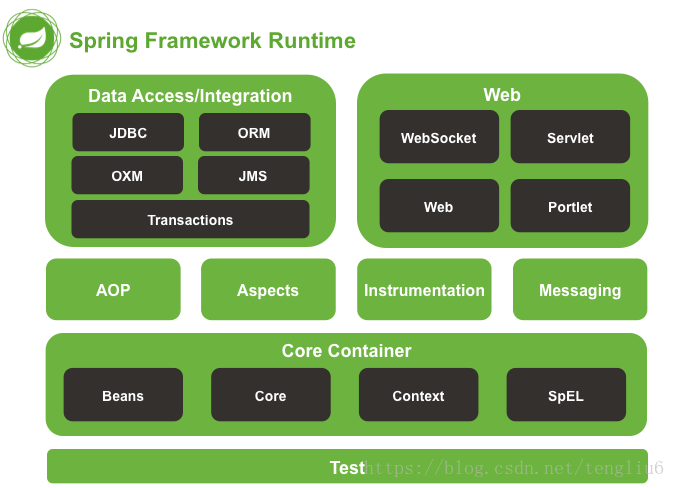 Spring Framework Runtime
Data Access/Integration
JDBC
ORM
OXM
JMS
Transactions
Web
WebSocket
Servlet
Web
Portlet
AOP
Aspects
Instrumentation
Messaging
Core Container
Beans
Core
Context
SpEL
Test
https://blog.csdn.net/tengliu6